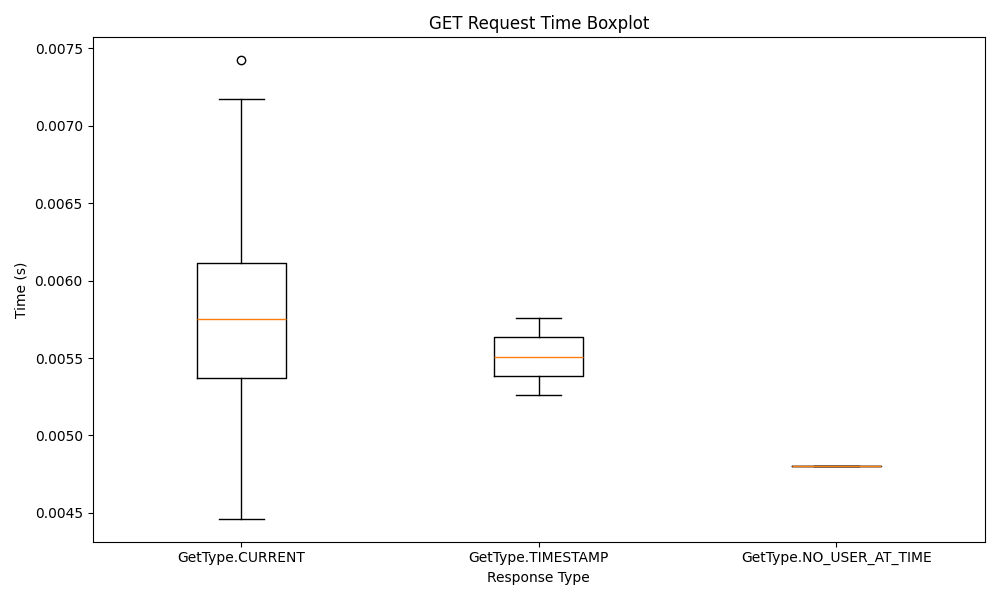 GET Request Time Boxplot
0.0075
0.0070
0.0065
0.0060
0.0055
0.0050
0.0045
Time (s)
GetType.CURRENT
GetType.TIMESTAMP
GetType.NO_USER_AT_TIME
Response Type